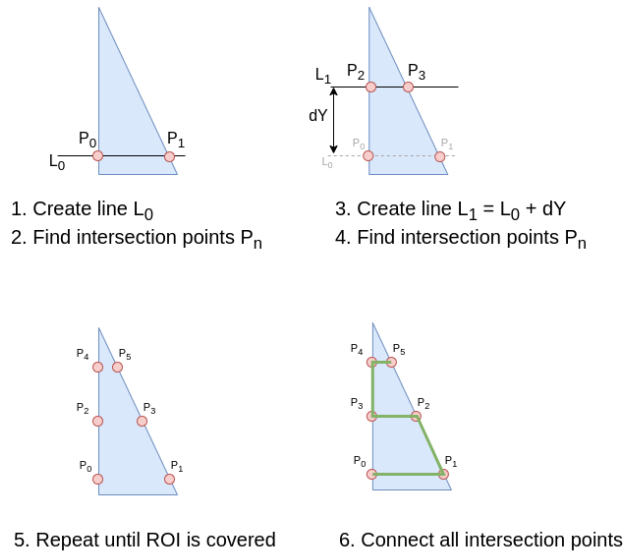 P0 P1
L0
1. Create line L0
2. Find intersection points Pn
L1 P2 P3
dY
P0 P1
L0
3. Create line L1 = L0 + dY
4. Find intersection points Pn
P4 P5
P2 P3
P0 P1
5. Repeat until ROI is covered
P4 P5
P3 P2
P0 P1
6. Connect all intersection points